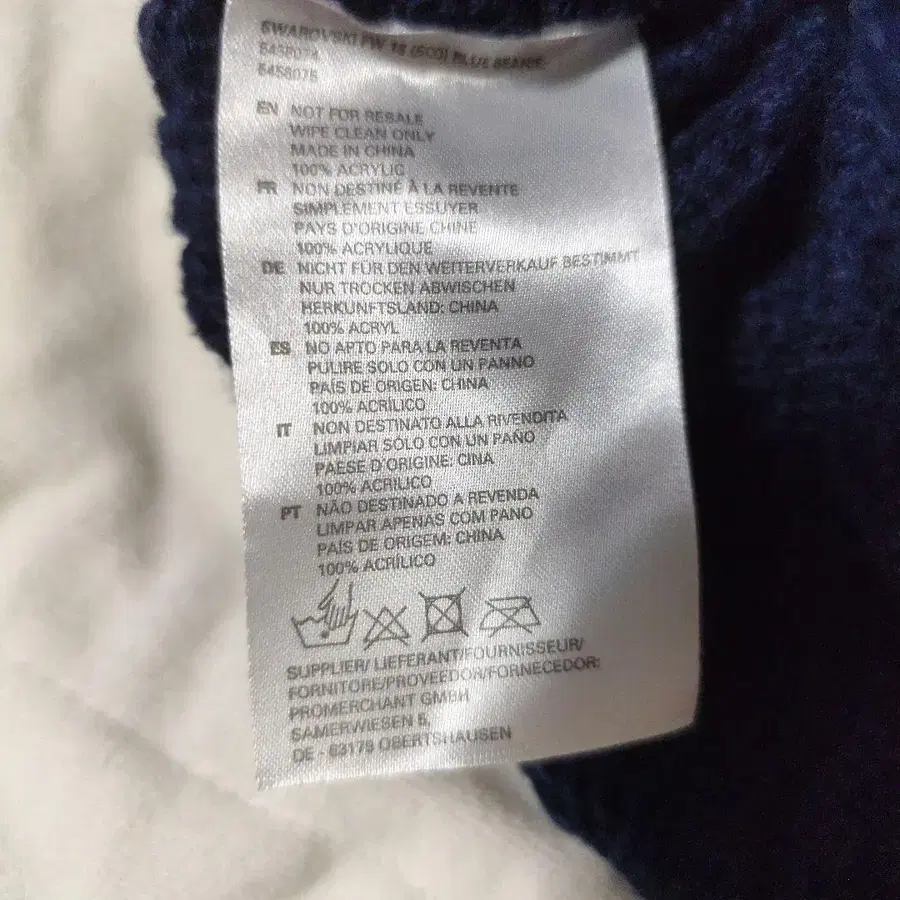 SWAROVSKI FW 18 (SCO) BLUE BEANIE
5458074
5458075
EN NOT FOR RESALE
WIPE CLEAN ONLY
MADE IN CHINA
100% ACRYLIC
FR NON DESTINÉ À LA REVENTE
SIMPLEMENT ESSUYER
PAYS D'ORIGINE CHINE
100% ACRYLIQUE
DE NICHT FÜR DEN WEITERVERKAUF BESTIMMT
NUR TROCKEN ABWISCHEN
HERKUNFTSLAND: CHINA
100% ACRYL
ES NO APTO PARA LA REVENTA
PULIRE SOLO CON UN PANNO
PAÍS DE ORIGEN: CHINA
100% ACRÍLICO
IT NON DESTINATO ALLA RIVENDITA
LIMPIAR SOLO CON UN PAÑO
PAESE D'ORIGINE: CINA
100% ACRILICO
PT NÃO DESTINADO A REVENDA
LIMPAR APENAS COM PANO
PAÍS DE ORIGEM: CHINA
100% ACRÍLICO
SUPPLIER/ LIEFERANT/FOURNISSEUR/
FORNITORE/PROVEEDOR/FORNECEDOR:
PROMERCHANT GMBH
SAMERWIESEN 6,
DE - 63179 OBERTSHAUSEN